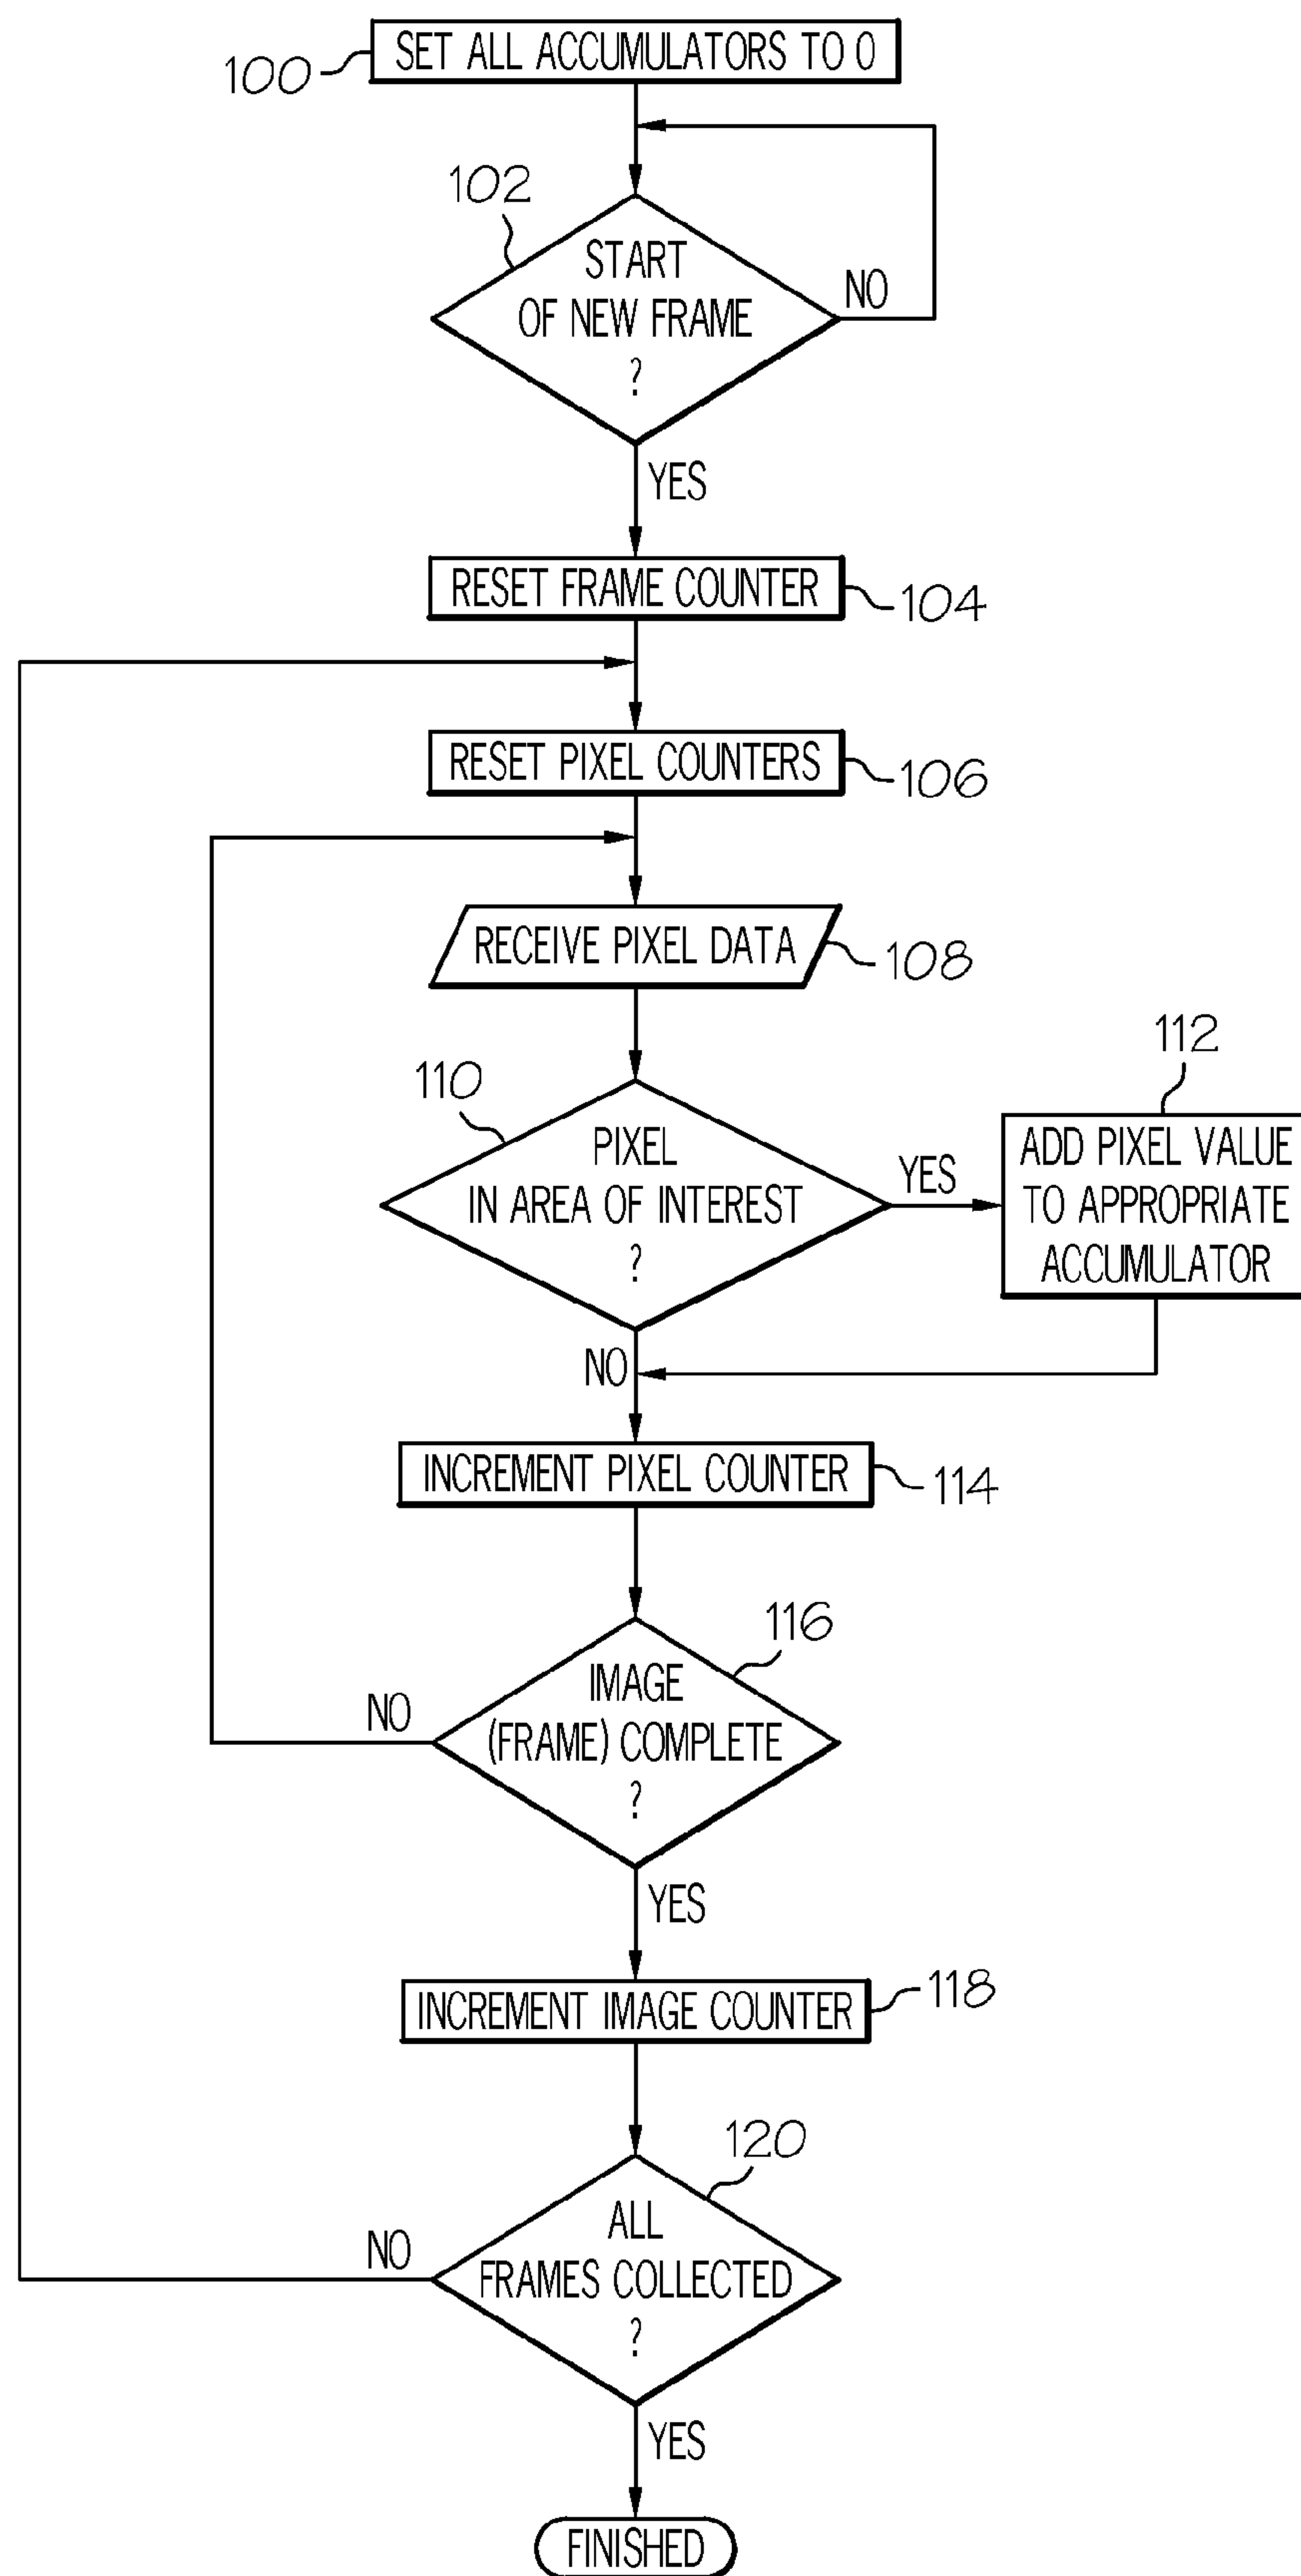 100
SET ALL ACCUMULATORS TO 0
102
START
OF NEW FRAME
?
NO
YES
RESET FRAME COUNTER
104
RESET PIXEL COUNTERS
106
RECEIVE PIXEL DATA
108
110
PIXEL
IN AREA OF INTEREST
?
YES
112
ADD PIXEL VALUE
TO APPROPRIATE
ACCUMULATOR
NO
INCREMENT PIXEL COUNTER
114
116
IMAGE
(FRAME) COMPLETE
?
NO
YES
INCREMENT IMAGE COUNTER
118
120
ALL
FRAMES COLLECTED
?
NO
YES
FINISHED